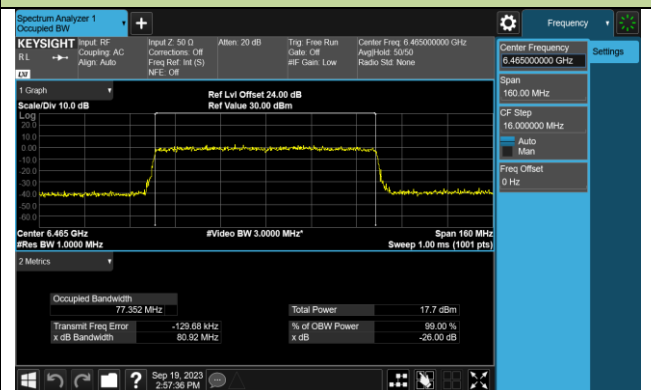 Spectrum Analyzer 1
Occupied BW
Frequency
KEYSIGHT
RL
LXI
Input: RF
Coupling: AC
Align: Auto
Input Z: 50 Ω
Corrections: Off
Freq Ref: Int (S)
NFE: Off
Atten: 20 dB
Trig: Free Run
Gate: Off
#IF Gain: Low
Center Freq: 6.465000000 GHz
Avg|Hold: 50/50
Radio Std: None
Center Frequency
6.465000000 GHz
Settings
Span
160.00 MHz
CF Step
16.000000 MHz
Auto
Man
Freq Offset
0 Hz
1 Graph
Scale/Div 10.0 dB
Ref Lvl Offset 24.00 dB
Ref Value 30.00 dBm
Log
20.0
10.0
0.00
-10.0
-20.0
-30.0
-40.0
-50.0
-60.0
Center 6.465 GHz
#Res BW 1.0000 MHz
#Video BW 3.0000 MHz*
Span 160 MHz
Sweep 1.00 ms (1001 pts)
2 Metrics
Occupied Bandwidth
77.352 MHz
Total Power 17.7 dBm
Transmit Freq Error -129.68 kHz
% of OBW Power 99.00 %
x dB Bandwidth 80.92 MHz
x dB -26.00 dB
?
Sep 19, 2023
2:57:36 PM